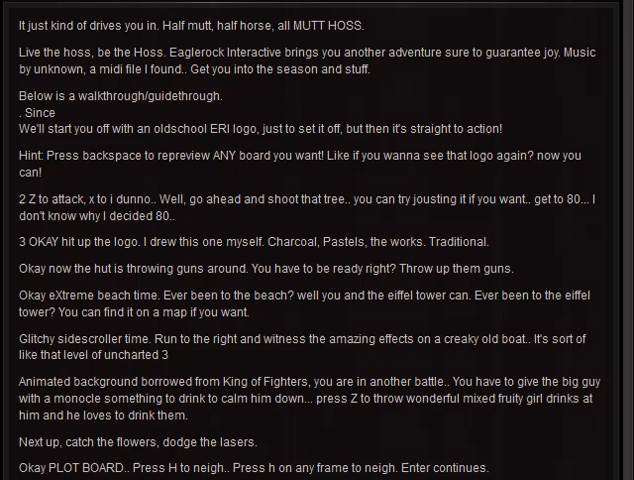 It just kind of drives you in. Half mutt, half horse, all MUTT HOSS.
Live the hoss, be the Hoss. Eaglerock Interactive brings you another adventure sure to guarantee joy. Music
by unknown, a midi file I found.. Get you into the season and stuff.
Below is a walkthrough/guidethrough.
. Since
We'll start you off with an oldschool ERI logo, just to set it off, but then it's straight to action!
Hint: Press backspace to repreview ANY board you want! Like if you wanna see that logo again? now you
can!
2 Z to attack, x to i dunno.. Well, go ahead and shoot that tree.. you can try jousting it if you want.. get to 80... I
don't know why I decided 80..
3 OKAY hit up the logo. I drew this one myself. Charcoal, Pastels, the works. Traditional.
Okay now the hut is throwing guns around. You have to be ready right? Throw up them guns.
Okay eXtreme beach time. Ever been to the beach? well you and the eiffel tower can. Ever been to the eiffel
tower? You can find it on a map if you want.
Glitchy sidescroller time. Run to the right and witness the amazing effects on a creaky old boat.. It's sort of
like that level of uncharted 3
Animated background borrowed from King of Fighters, you are in another battle.. You have to give the big guy
with a monocle something to drink to calm him down... press Z to throw wonderful mixed fruity girl drinks at
him and he loves to drink them.
Next up, catch the flowers, dodge the lasers.
Okay PLOT BOARD.. Press H to neigh.. Press h on any frame to neigh. Enter continues.